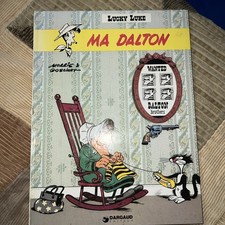 LUCKY LUKE
MA DALTON
MORRIS &
GOSCINNY
WANTED
DALTON
brothers
DARGAUD